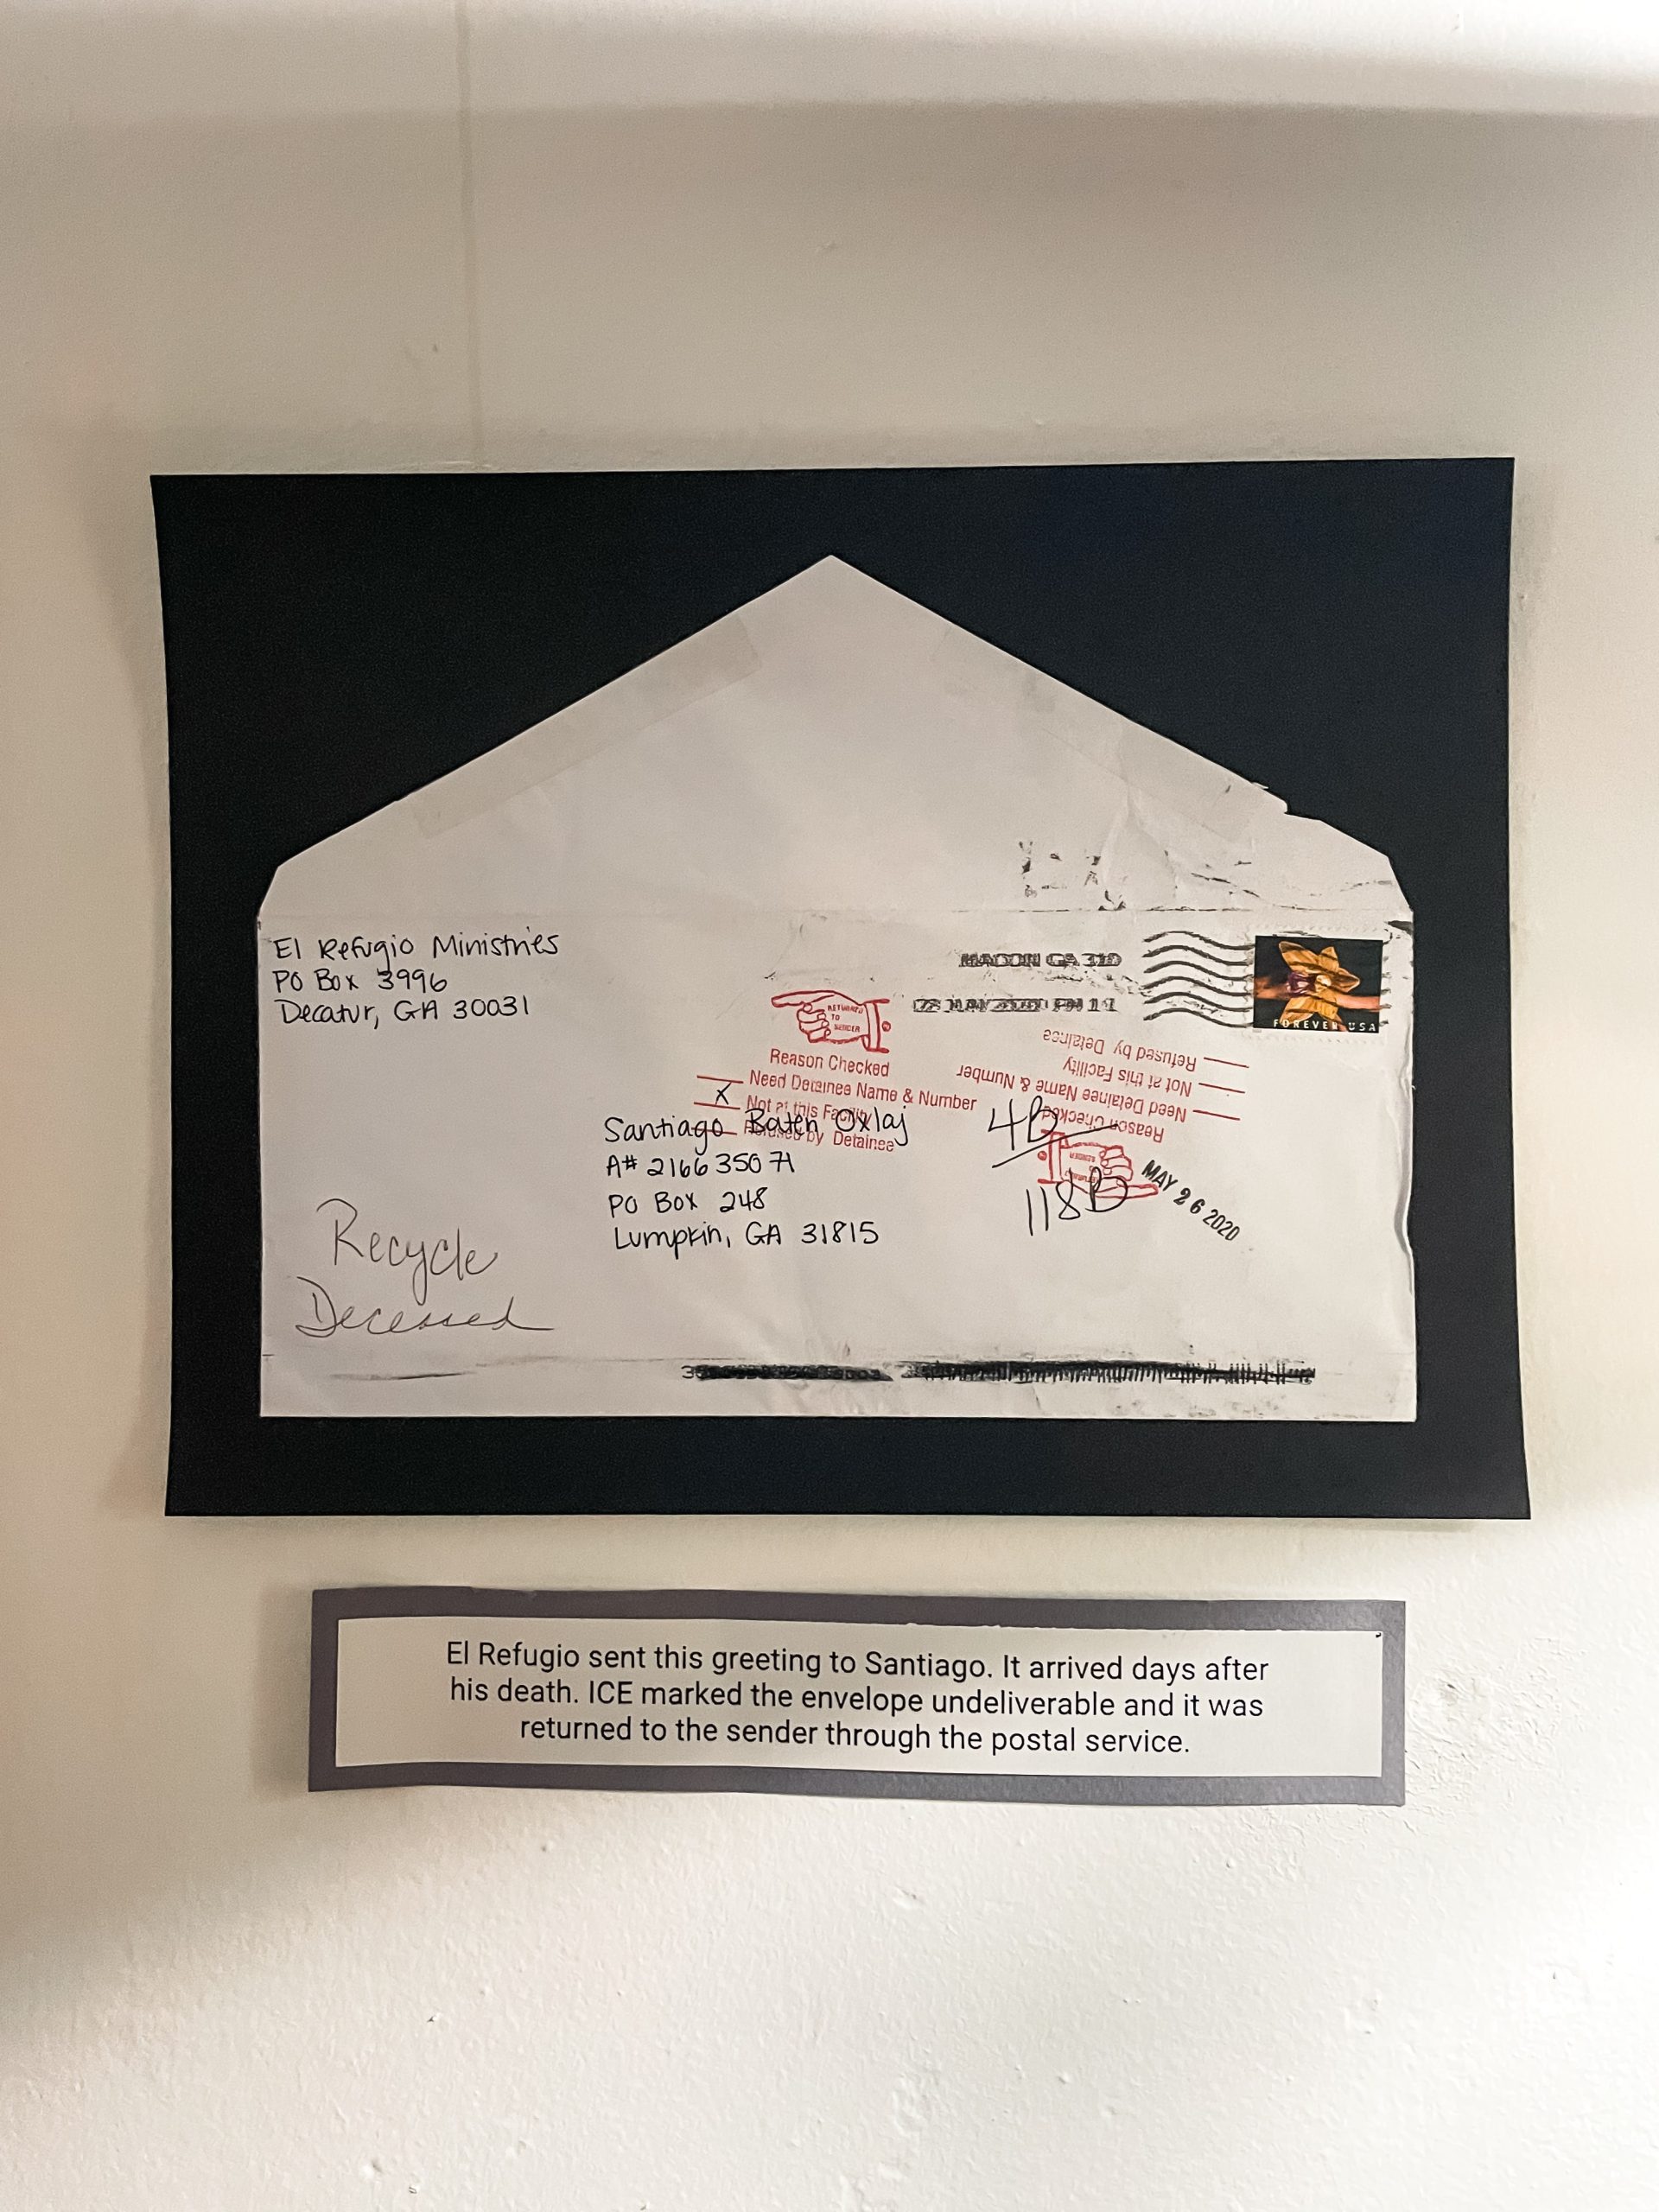 El Refugio Ministries
PO Box 3996
Decatur, GA 30031
MACON GA 310
MAY 2020 PM
FOREVER USA
RETURNED
TO
SENDER
Reason Checked
Need Detainee Name & Number
X Not at this Facility
Refused by Detainee
Refused by Detainee
Not at this Facility
Need Detainee Name & Number
Reason Checked
Santiago Baten Oxlaj
A# 216635071
PO Box 248
Lumpkin, GA 31815
4B
118B
MAY 26 2020
Recycle
Deceased
El Refugio sent this greeting to Santiago. It arrived days after
his death. ICE marked the envelope undeliverable and it was
returned to the sender through the postal service.